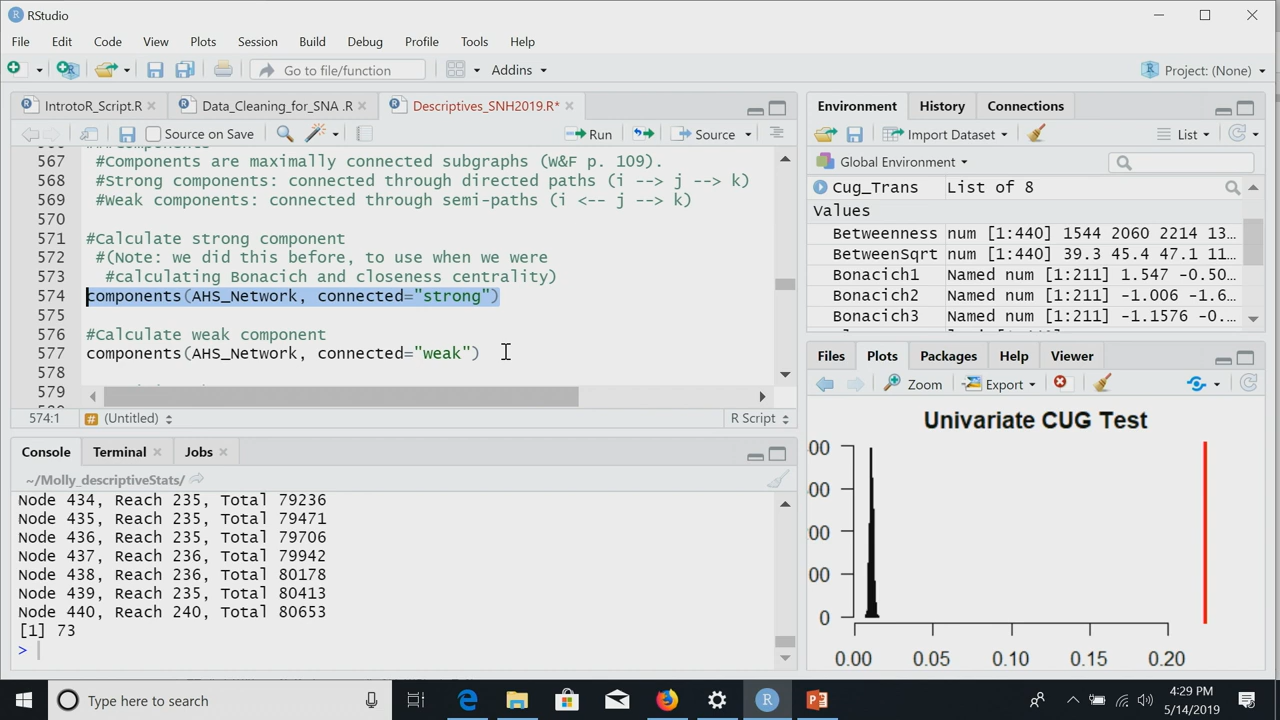 RStudio
File Edit Code View Plots Session Build Debug Profile Tools Help
Go to file/function Addins Project: (None)
IntrotoR_Script.R Data_Cleaning_for_SNA .R Descriptives_SNH2019.R*
Source on Save Run Source
567 #Components are maximally connected subgraphs (W&F p. 109).
568 #Strong components: connected through directed paths (i --> j --> k)
569 #Weak components: connected through semi-paths (i <-- j --> k)
570
571 #Calculate strong component
572 #(Note: we did this before, to use when we were
573 #calculating Bonacich and closeness centrality)
574 components(AHS_Network, connected="strong")
575
576 #Calculate weak component
577 components(AHS_Network, connected="weak")
578
579
574:1 # (Untitled) R Script
Console Terminal Jobs
~/Molly_descriptiveStats/
Node 434, Reach 235, Total 79236
Node 435, Reach 235, Total 79471
Node 436, Reach 235, Total 79706
Node 437, Reach 236, Total 79942
Node 438, Reach 236, Total 80178
Node 439, Reach 235, Total 80413
Node 440, Reach 240, Total 80653
[1] 73
>
Environment History Connections
Import Dataset List
Global Environment
Cug_Trans List of 8
Values
Betweenness num [1:440] 1544 2060 2214 13…
BetweenSqrt num [1:440] 39.3 45.4 47.1 11…
Bonacich1 Named num [1:211] 1.547 -0.50…
Bonacich2 Named num [1:211] -1.006 -1.6…
Bonacich3 Named num [1:211] -1.1576 -0.…
Files Plots Packages Help Viewer
Zoom Export
Univariate CUG Test
00
00
00
00
0
0.00 0.05 0.10 0.15 0.20
Type here to search
4:29 PM
5/14/2019